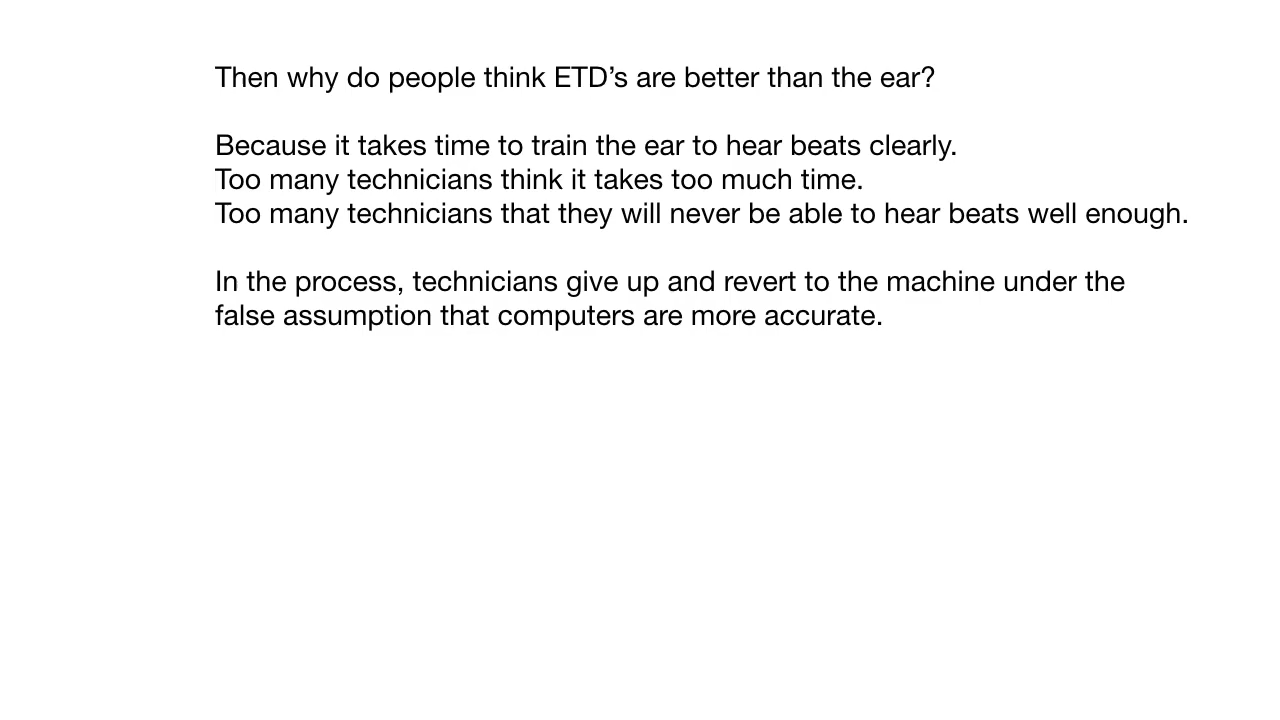 Then why do people think ETD’s are better than the ear?
Because it takes time to train the ear to hear beats clearly.
Too many technicians think it takes too much time.
Too many technicians that they will never be able to hear beats well enough.
In the process, technicians give up and revert to the machine under the
false assumption that computers are more accurate.